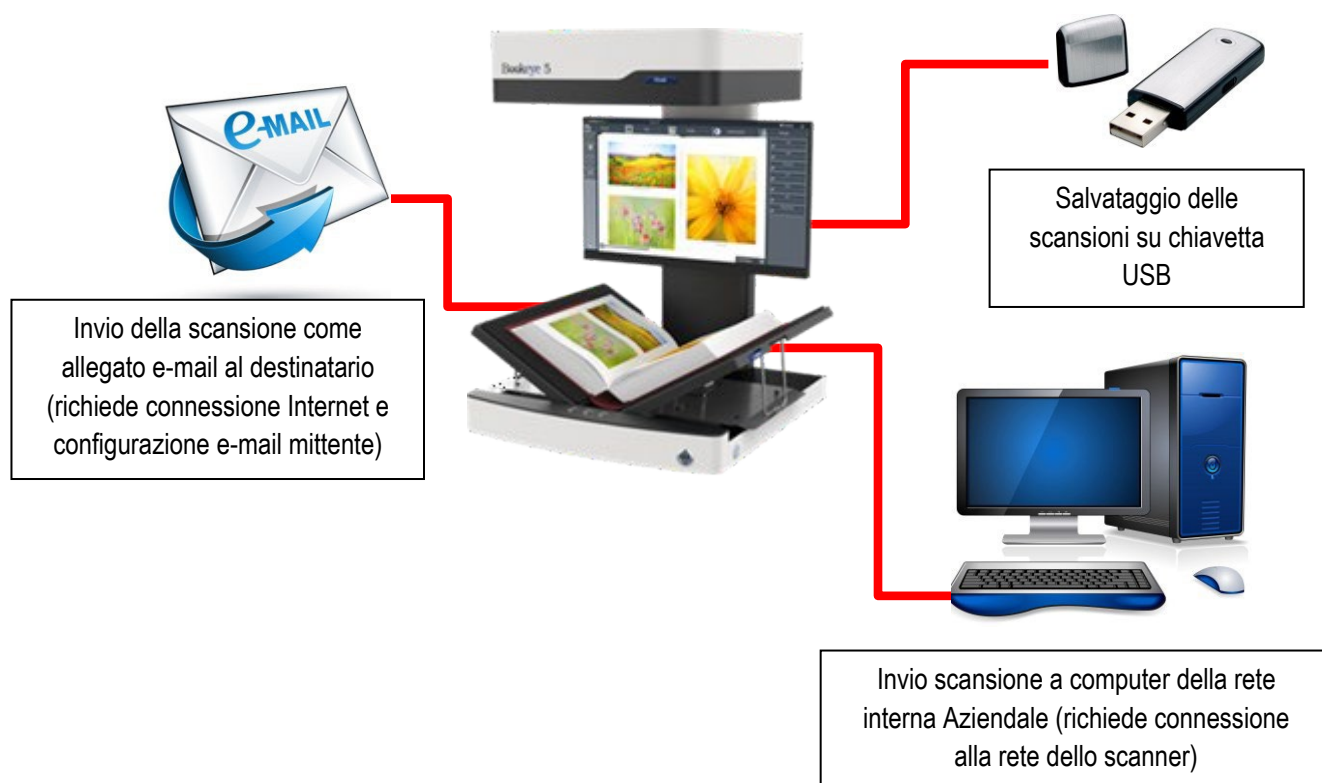 Bookeye 5
e-MAIL
Salvataggio delle
scansioni su chiavetta
USB
Invio della scansione come
allegato e-mail al destinatario
(richiede connessione Internet e
configurazione e-mail mittente)
Invio scansione a computer della rete
interna Aziendale (richiede connessione
alla rete dello scanner)